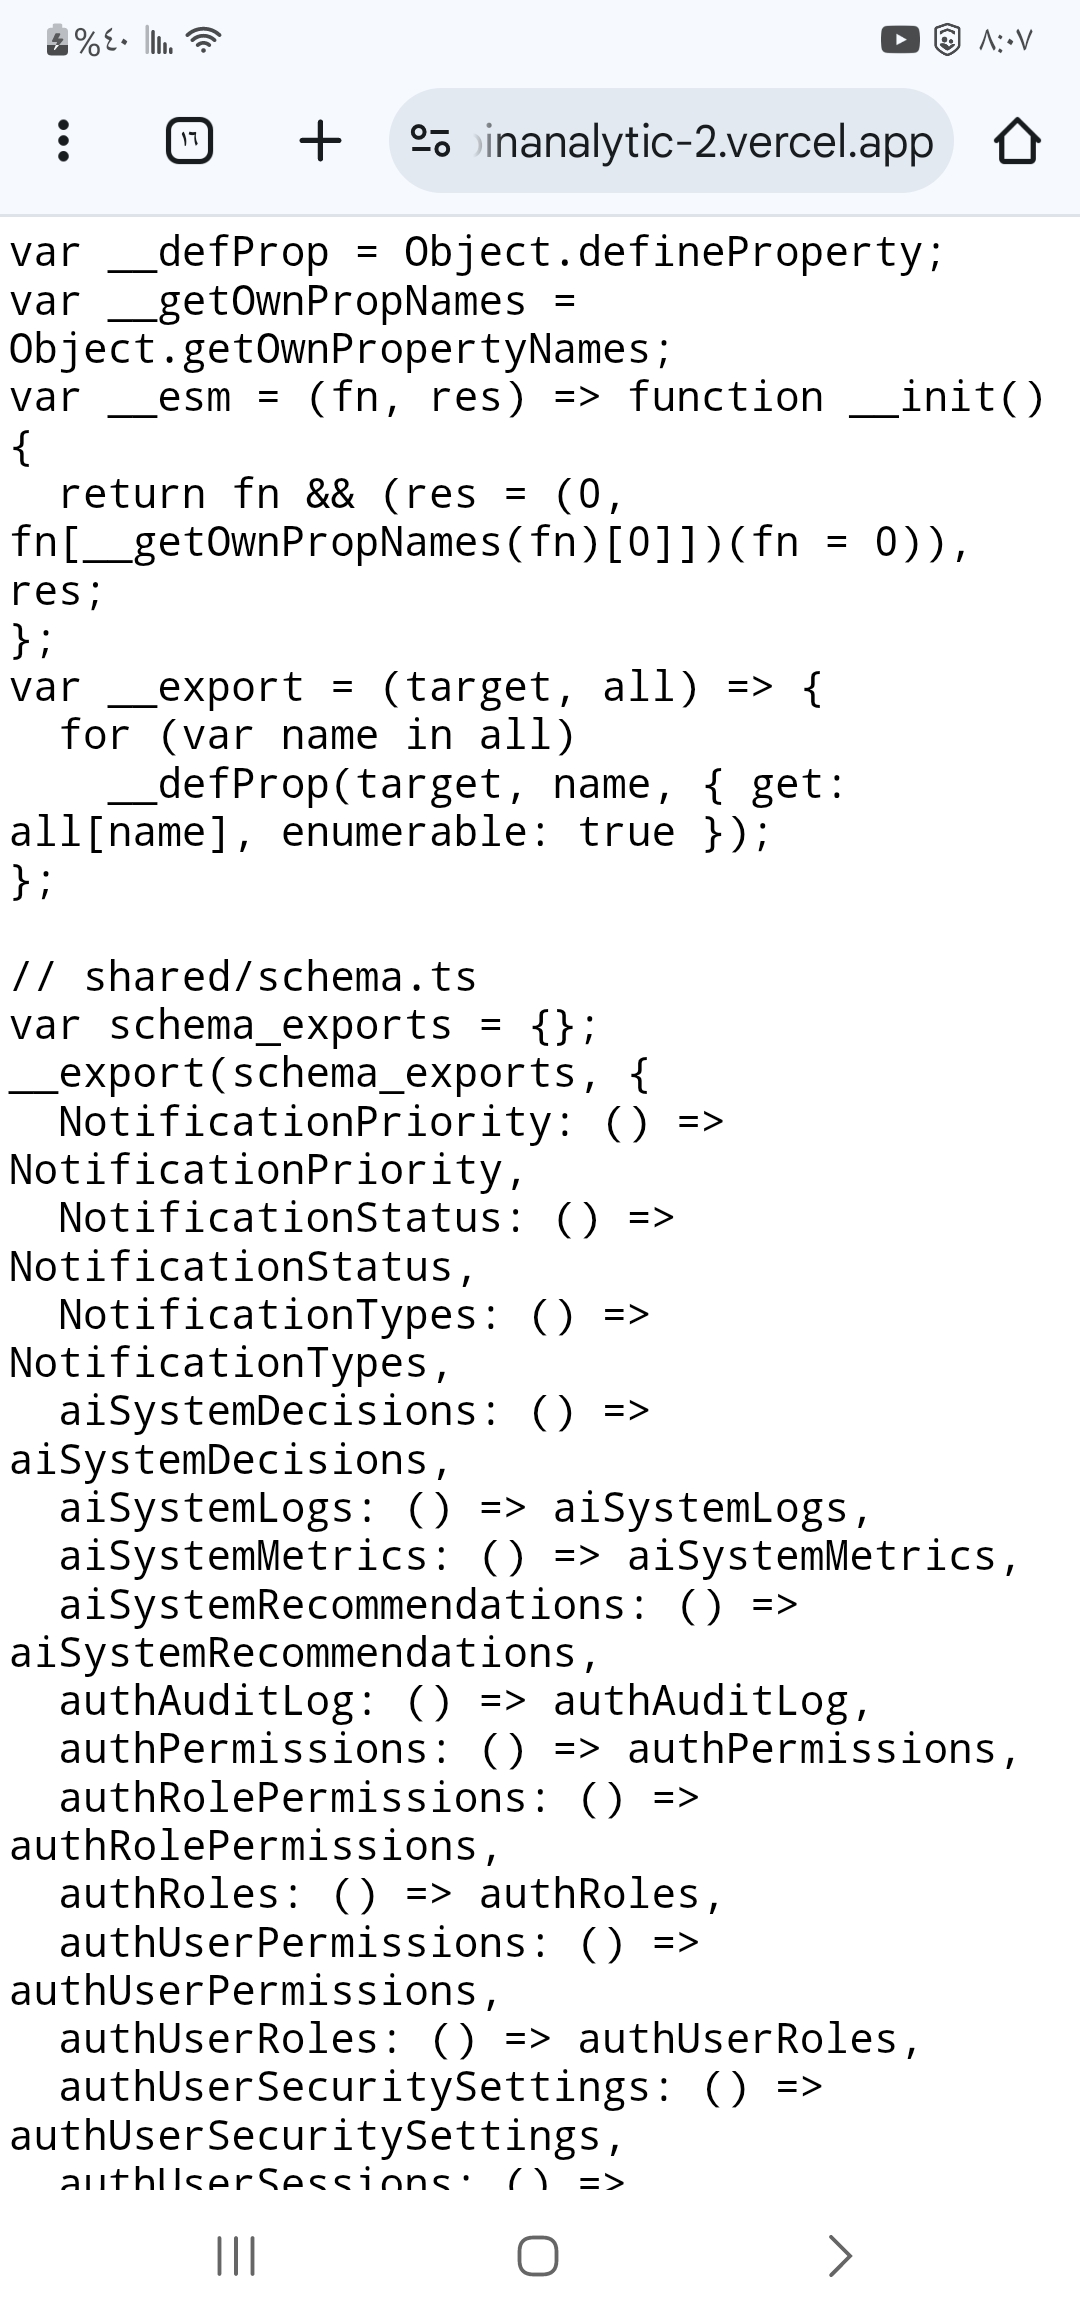 %٤٠
٨:٠٧
١٦
inanalytic-2.vercel.app
var __defProp = Object.defineProperty;
var __getOwnPropNames =
Object.getOwnPropertyNames;
var __esm = (fn, res) => function __init()
{
  return fn && (res = (0,
fn[__getOwnPropNames(fn)[0]])(fn = 0)),
res;
};
var __export = (target, all) => {
  for (var name in all)
    __defProp(target, name, { get:
all[name], enumerable: true });
};

// shared/schema.ts
var schema_exports = {};
__export(schema_exports, {
  NotificationPriority: () =>
NotificationPriority,
  NotificationStatus: () =>
NotificationStatus,
  NotificationTypes: () =>
NotificationTypes,
  aiSystemDecisions: () =>
aiSystemDecisions,
  aiSystemLogs: () => aiSystemLogs,
  aiSystemMetrics: () => aiSystemMetrics,
  aiSystemRecommendations: () =>
aiSystemRecommendations,
  authAuditLog: () => authAuditLog,
  authPermissions: () => authPermissions,
  authRolePermissions: () =>
authRolePermissions,
  authRoles: () => authRoles,
  authUserPermissions: () =>
authUserPermissions,
  authUserRoles: () => authUserRoles,
  authUserSecuritySettings: () =>
authUserSecuritySettings,
  authUserSessions: () =>